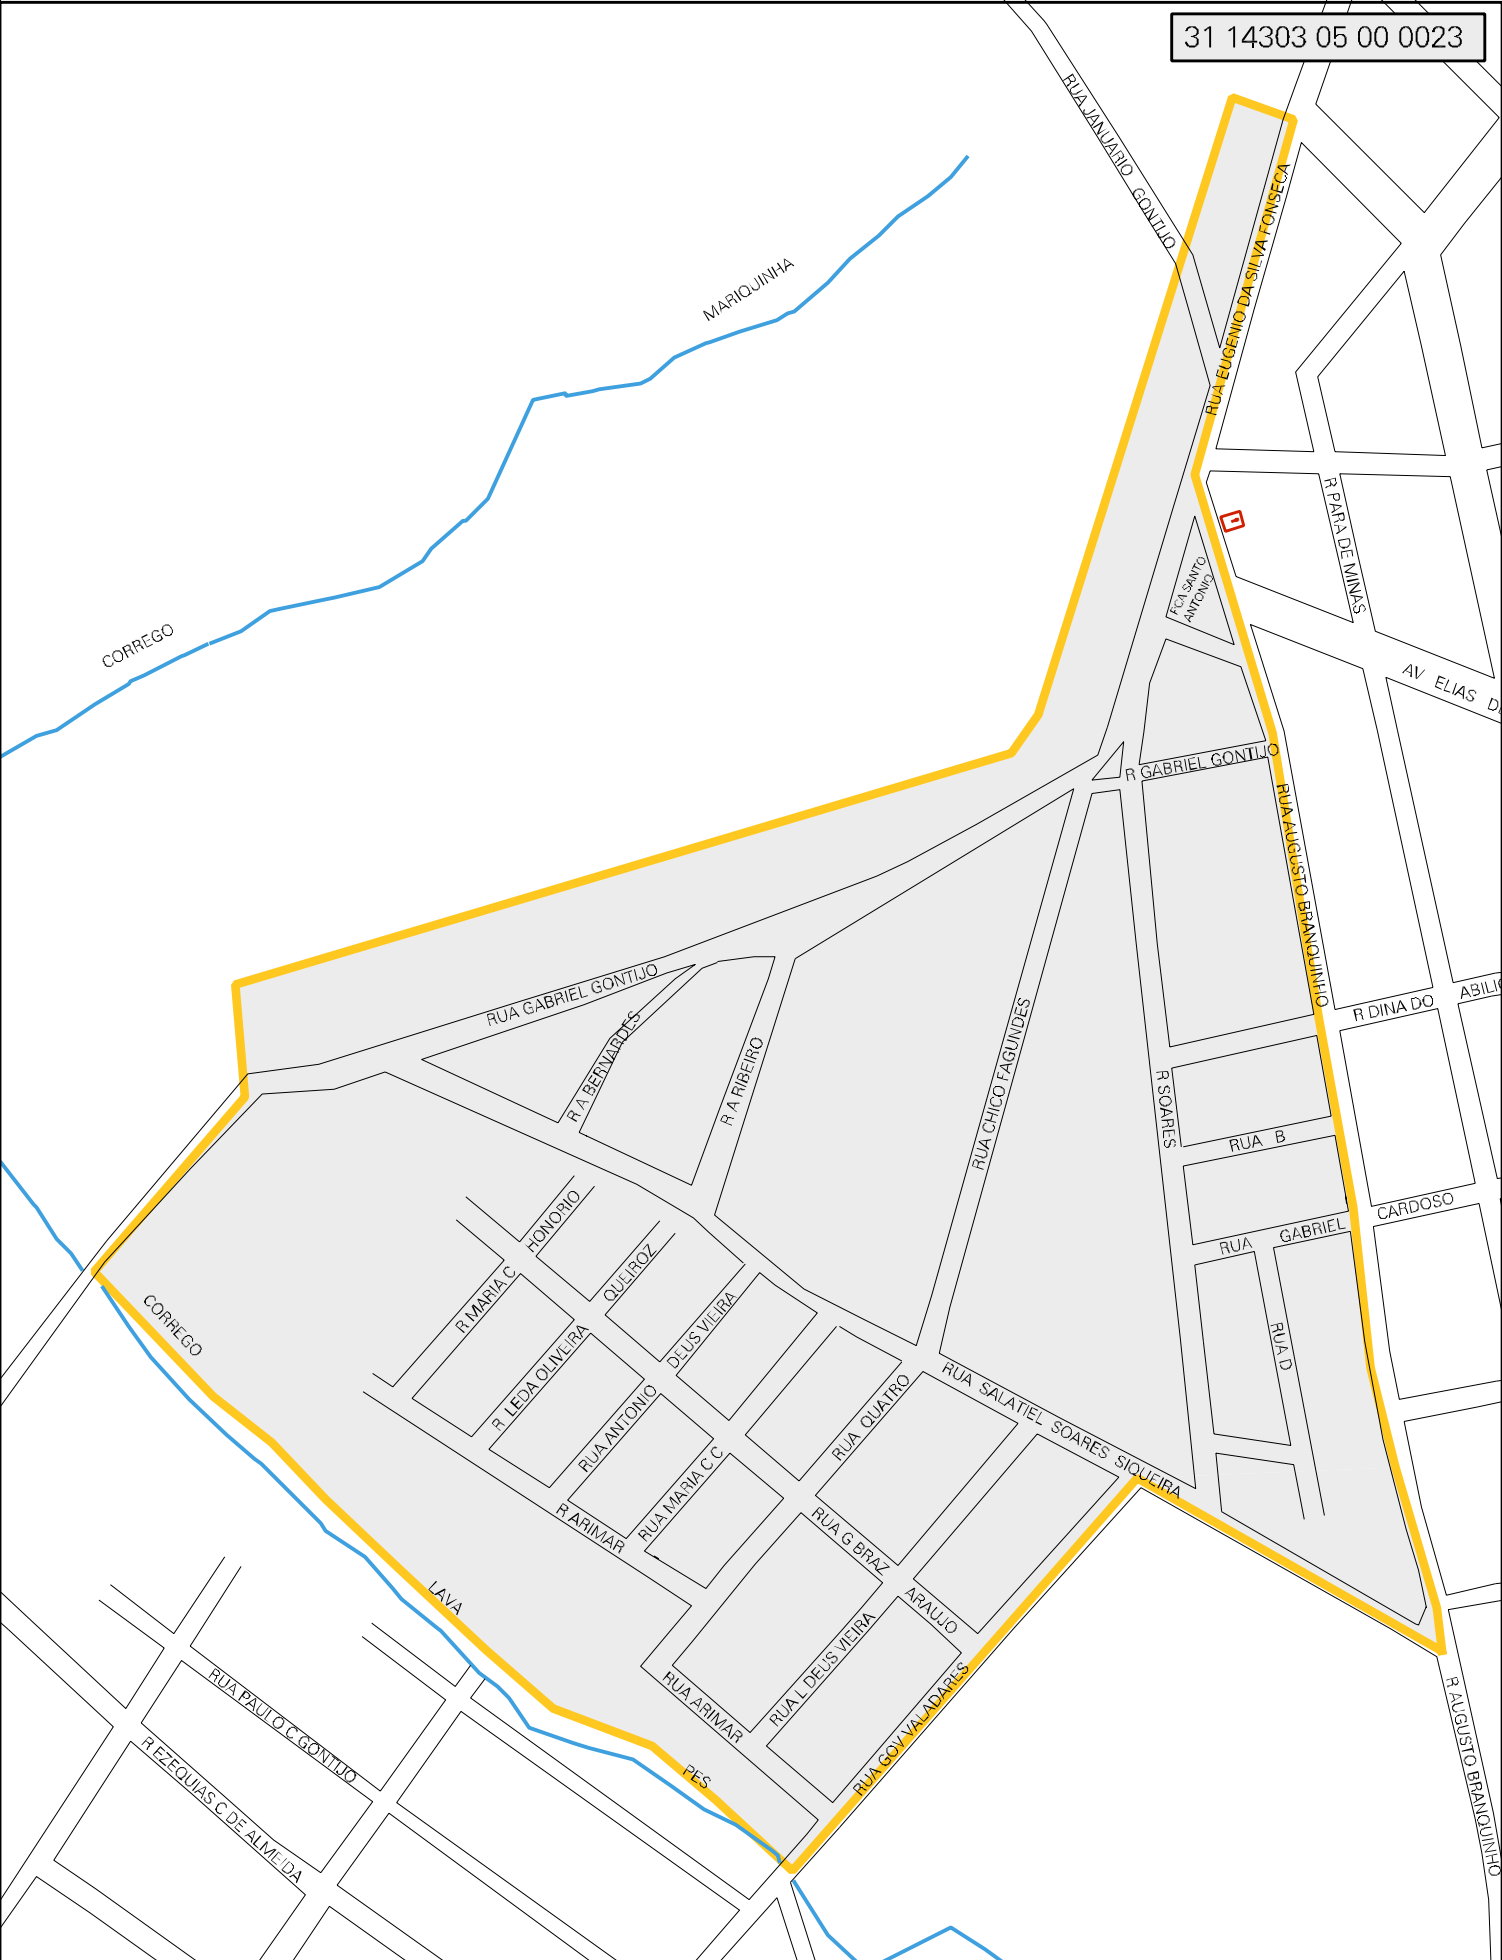 31 14303 05 00 0023
RUA JANUARIO GONTIJO
RUA EUGENIO DA SILVA FONSECA
MARIQUINHA
CORREGO
R PARA DE MINAS
PCA SANTO
ANTONIO
AV ELIAS
R GABRIEL GONTIJO
RUA AUGUSTO BRANQUINHO
RUA GABRIEL GONTIJO
R DINA DO
R A BERNARDES
R A RIBEIRO
RUA CHICO FAGUNDES
R SOARES
RUA B
CARDOSO
RUA GABRIEL
RUA D
HONORIO
R MARIA C
QUEIROZ
DEUS VIEIRA
R LEDA OLIVEIRA
RUA ANTONIO
RUA MARIA C C
RUA QUATRO
RUA SALATIEL SOARES SIQUEIRA
R ARIMAR
RUA G BRAZ
ARAUJO
RUA L DEUS VIEIRA
RUA ARIMAR
RUA GOV VALADARES
CORREGO
LAVA
PES
RUA PAULO C GONTIJO
R EZEQUIAS C DE ALMEIDA
R AUGUSTO BRANQUINHO